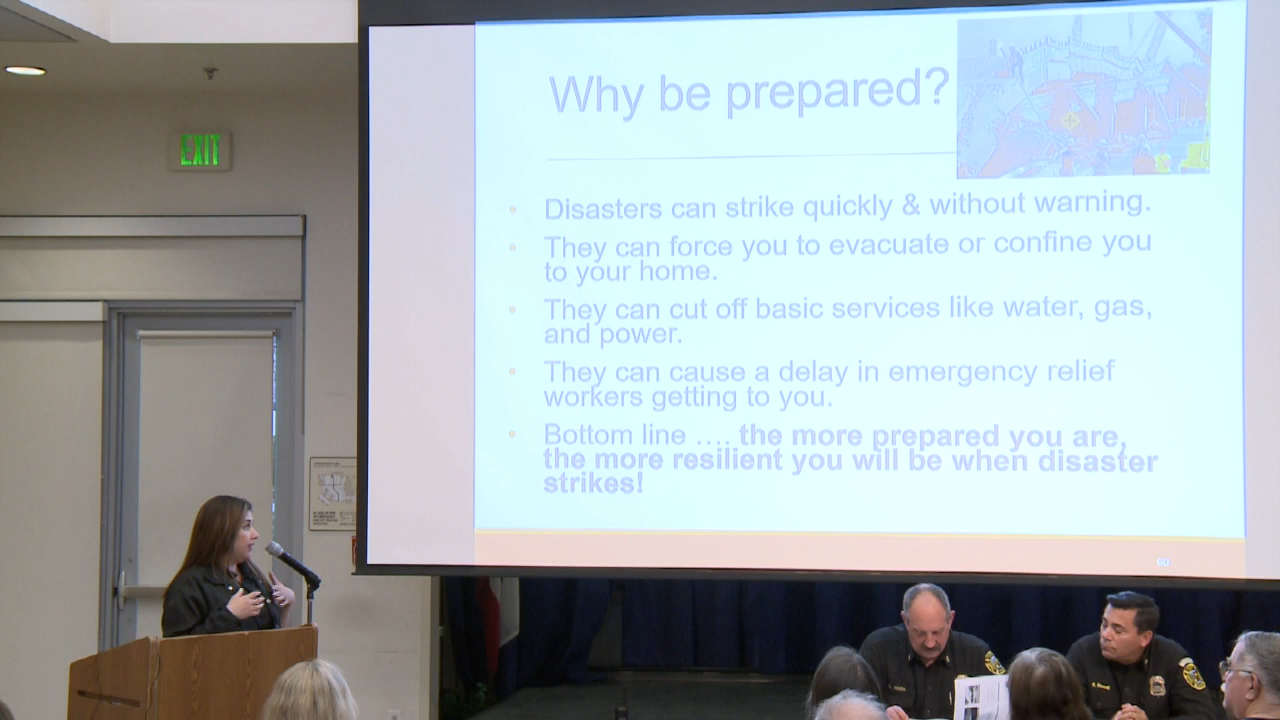 Why be prepared?
EXIT
• Disasters can strike quickly & without warning.
• They can force you to evacuate or confine you
to your home.
• They can cut off basic services like water, gas,
and power.
• They can cause a delay in emergency relief
workers getting to you.
• Bottom line .... the more prepared you are,
the more resilient you will be when disaster
strikes!
60